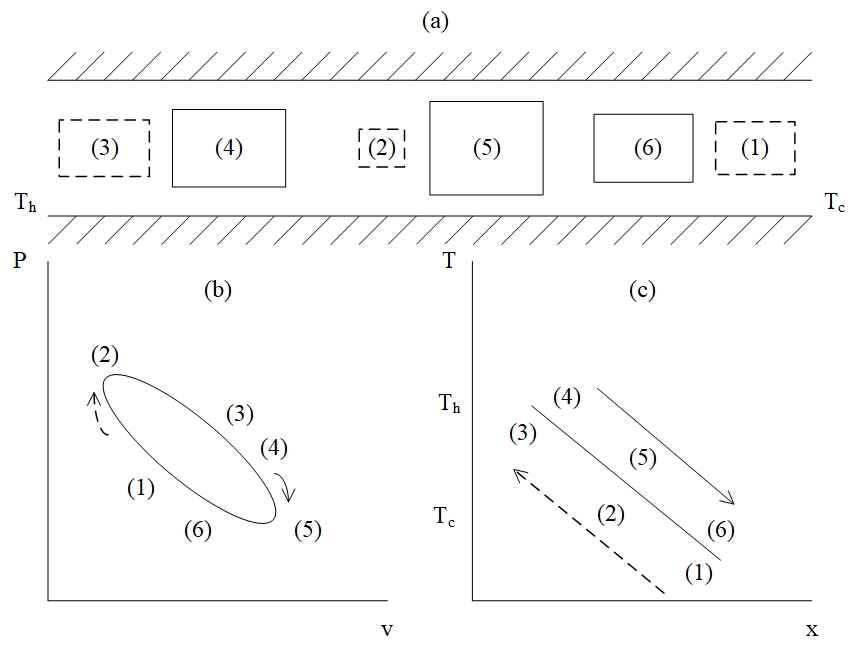 (a)
(3) (4) (2) (5) (6) (1)
Th Tc
P (b) T (c)
(2)
(4)
Th
(3) (3)
(4)
(5)
(1)
(2)
Tc
(6) (5) (6)
(1)
v x